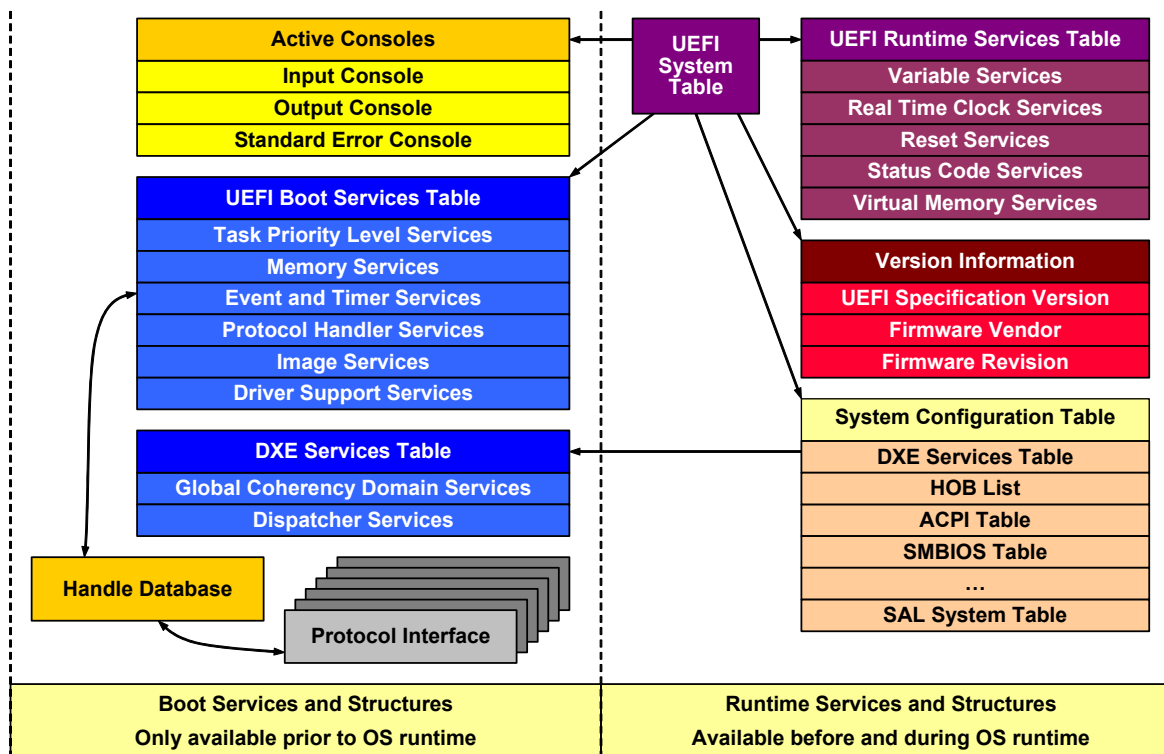 Active Consoles
Input Console
Output Console
Standard Error Console
UEFI
System
Table
UEFI Runtime Services Table
Variable Services
Real Time Clock Services
Reset Services
Status Code Services
Virtual Memory Services
UEFI Boot Services Table
Task Priority Level Services
Memory Services
Event and Timer Services
Protocol Handler Services
Image Services
Driver Support Services
Version Information
UEFI Specification Version
Firmware Vendor
Firmware Revision
DXE Services Table
Global Coherency Domain Services
Dispatcher Services
System Configuration Table
DXE Services Table
HOB List
ACPI Table
SMBIOS Table
…
SAL System Table
Handle Database
Protocol Interface
Boot Services and Structures
Only available prior to OS runtime
Runtime Services and Structures
Available before and during OS runtime